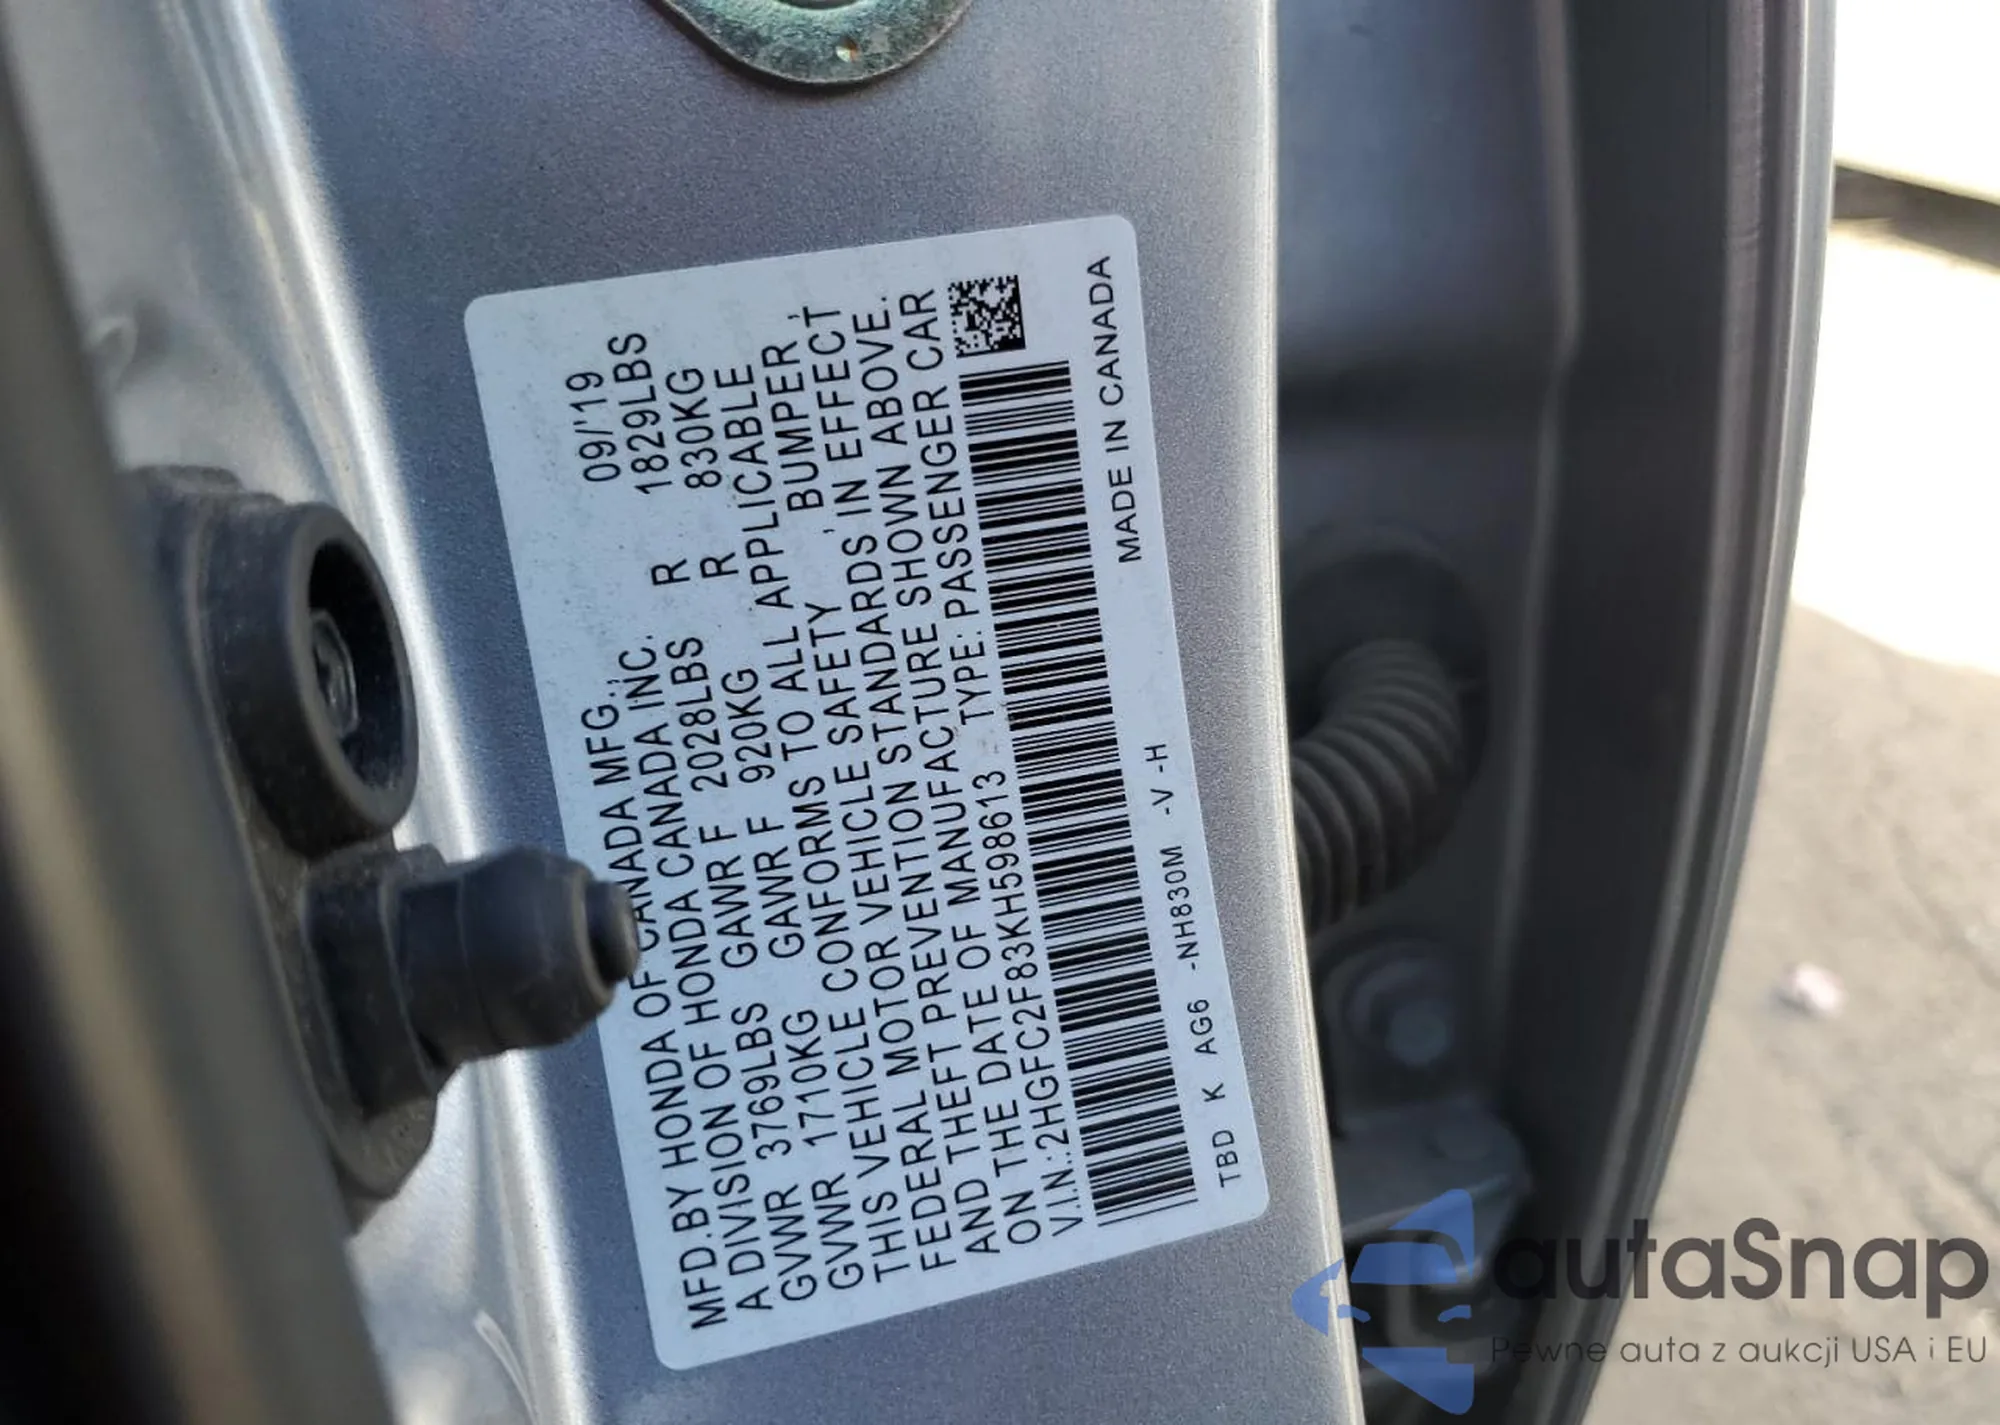 MFD.BY HONDA OF CANADA MFG., 09/'19
A DIVISION OF HONDA CANADA INC.
GVWR 3769LBS GAWR F 2028LBS R 1829LBS
GVWR 1710KG GAWR F 920KG R 830KG
THIS VEHICLE CONFORMS TO ALL APPLICABLE
FEDERAL MOTOR VEHICLE SAFETY , BUMPER ,
AND THEFT PREVENTION STANDARDS IN EFFECT
ON THE DATE OF MANUFACTURE SHOWN ABOVE.
V.I.N.:2HGFC2F83KH598613 TYPE: PASSENGER CAR
TBD K AG6 -NH830M -V -H MADE IN CANADA
autaSnap
Pewne auta z aukcji USA i EU